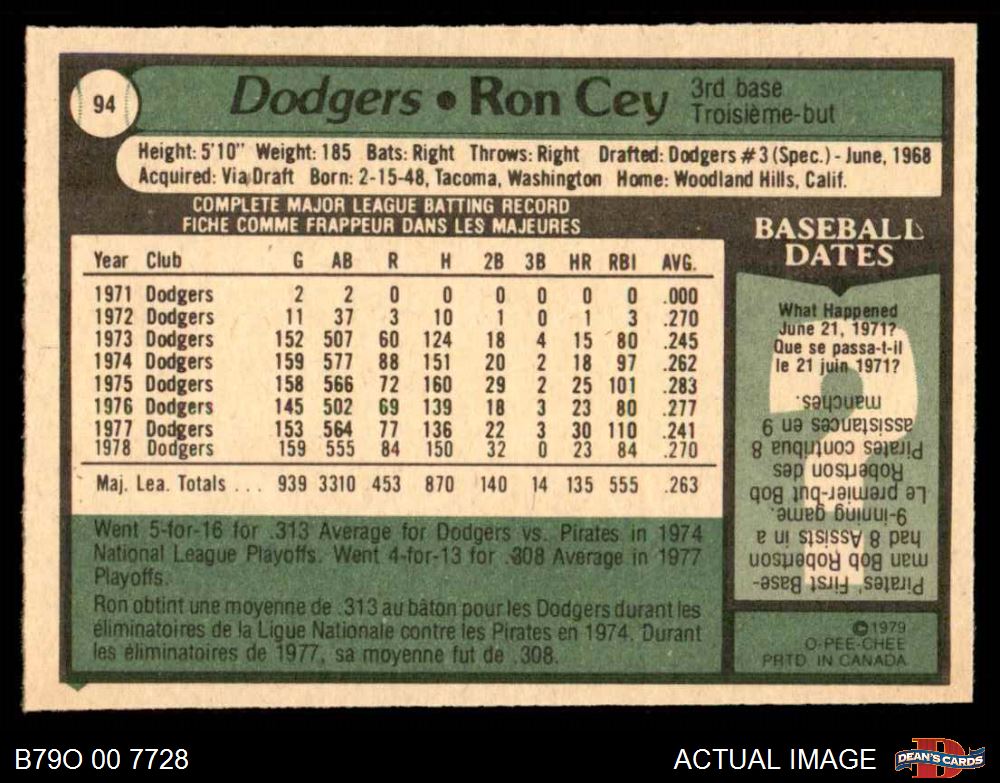 94
Dodgers • Ron Cey
3rd base
Troisième-but
Height: 5'10" Weight: 185 Bats: Right Throws: Right Drafted: Dodgers #3 (Spec.) - June, 1968
Acquired: Via Draft Born: 2-15-48, Tacoma, Washington Home: Woodland Hills, Calif.
COMPLETE MAJOR LEAGUE BATTING RECORD
FICHE COMME FRAPPEUR DANS LES MAJEURES
Year Club G AB R H 2B 3B HR RBI AVG.
1971 Dodgers 2 2 0 0 0 0 0 0 .000
1972 Dodgers 11 37 3 10 1 0 1 3 .270
1973 Dodgers 152 507 60 124 18 4 15 80 .245
1974 Dodgers 159 577 88 151 20 2 18 97 .262
1975 Dodgers 158 566 72 160 29 2 25 101 .283
1976 Dodgers 145 502 69 139 18 3 23 80 .277
1977 Dodgers 153 564 77 136 22 3 30 110 .241
1978 Dodgers 159 555 84 150 32 0 23 84 .270
Maj. Lea. Totals ... 939 3310 453 870 140 14 135 555 .263
Went 5-for-16 for .313 Average for Dodgers vs. Pirates in 1974
National League Playoffs. Went 4-for-13 for .308 Average in 1977
Playoffs.
Ron obtint une moyenne de .313 au bâton pour les Dodgers durant les
éliminatoires de la Ligue Nationale contre les Pirates en 1974. Durant
les éliminatoires de 1977, sa moyenne fut de .308.
BASEBALL
DATES
What Happened
June 21, 1971?
Que se passa-t-il
le 21 juin 1971?
Pirates' First Base-
man Bob Robertson
had 8 Assists in a
9-inning game.
Le premier-but Bob
Robertson des
Pirates contribua 8
assistances en 9
manches.
©1979
O-PEE-CHEE
PRTD. IN CANADA
B79O 00 7728
ACTUAL IMAGE
D
DEAN'S CARDS